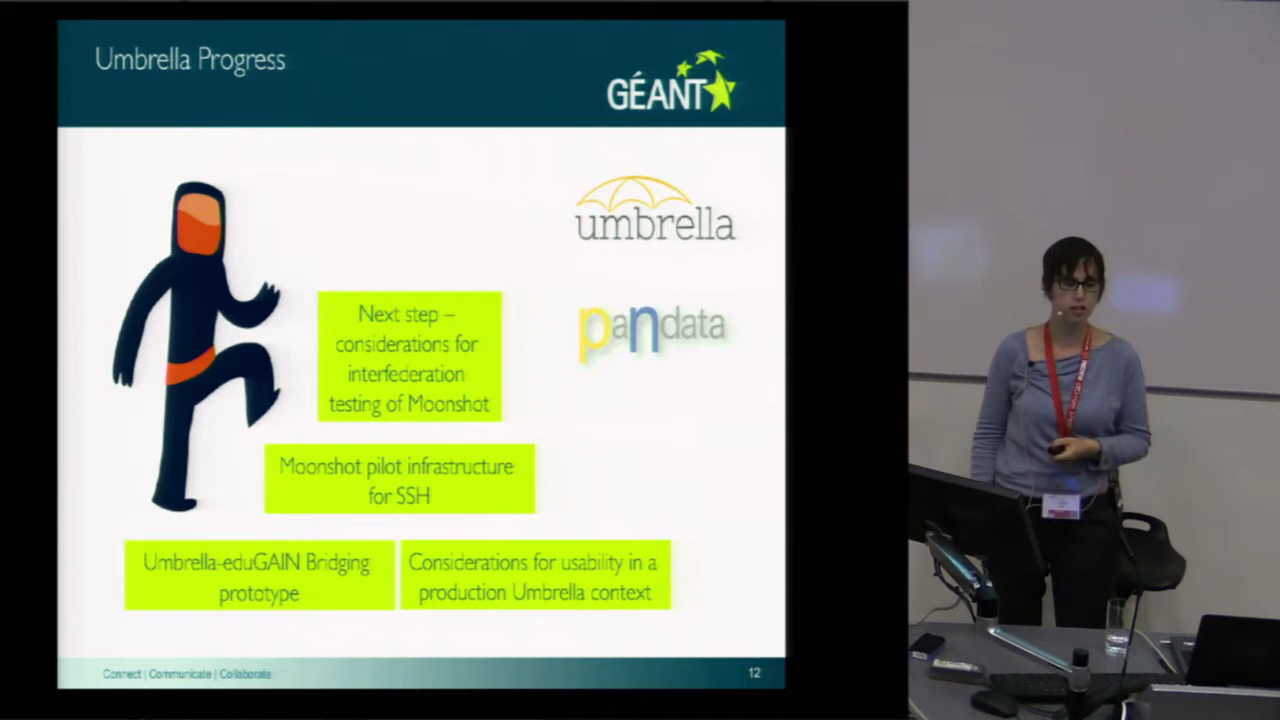 Umbrella Progress
GÉANT
umbrella
pandata
Next step –
considerations for
interfederation
testing of Moonshot
Moonshot pilot infrastructure
for SSH
Umbrella-eduGAIN Bridging
prototype
Considerations for usability in a
production Umbrella context
Connect | Communicate | Collaborate
12